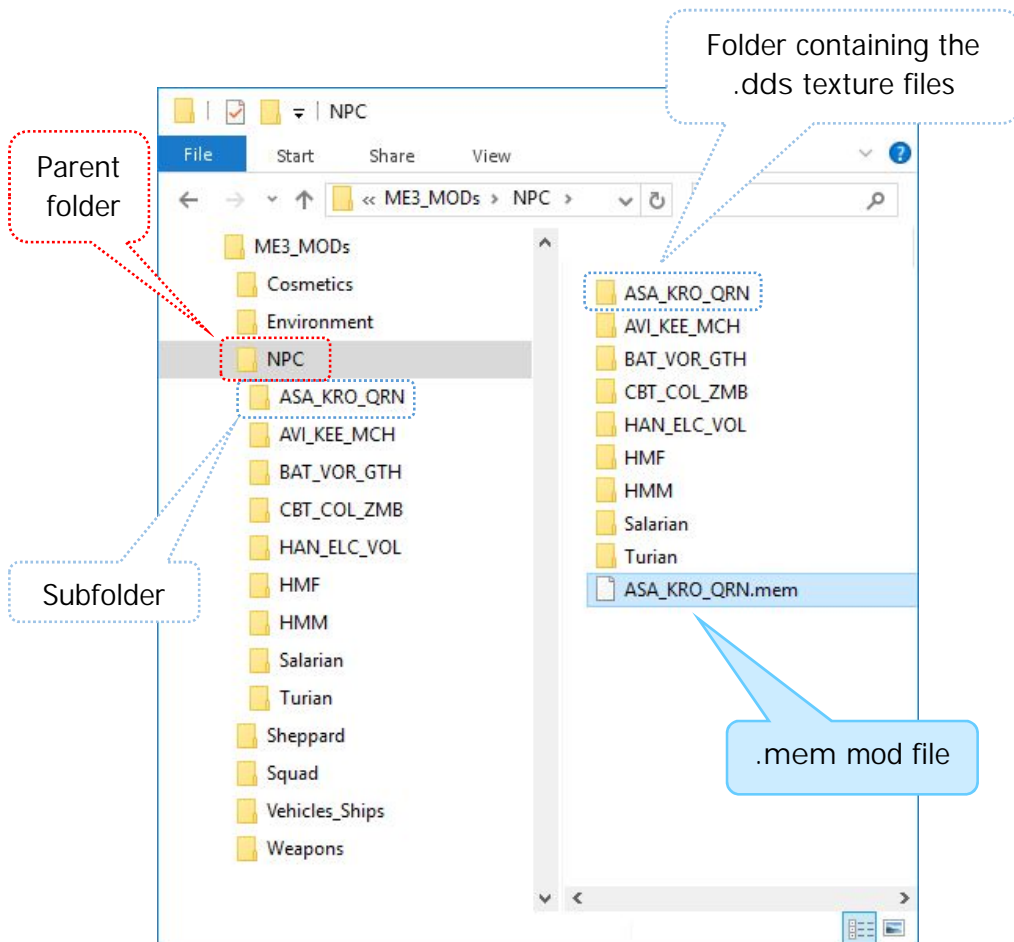 Folder containing the
.dds texture files
NPC
Parent
folder
File Start Share View
« ME3_MODs > NPC >
ME3_MODs
Cosmetics
Environment
NPC
ASA_KRO_QRN
AVI_KEE_MCH
BAT_VOR_GTH
CBT_COL_ZMB
HAN_ELC_VOL
HMF
HMM
Salarian
Turian
Sheppard
Squad
Vehicles_Ships
Weapons
Subfolder
ASA_KRO_QRN
AVI_KEE_MCH
BAT_VOR_GTH
CBT_COL_ZMB
HAN_ELC_VOL
HMF
HMM
Salarian
Turian
ASA_KRO_QRN.mem
.mem mod file